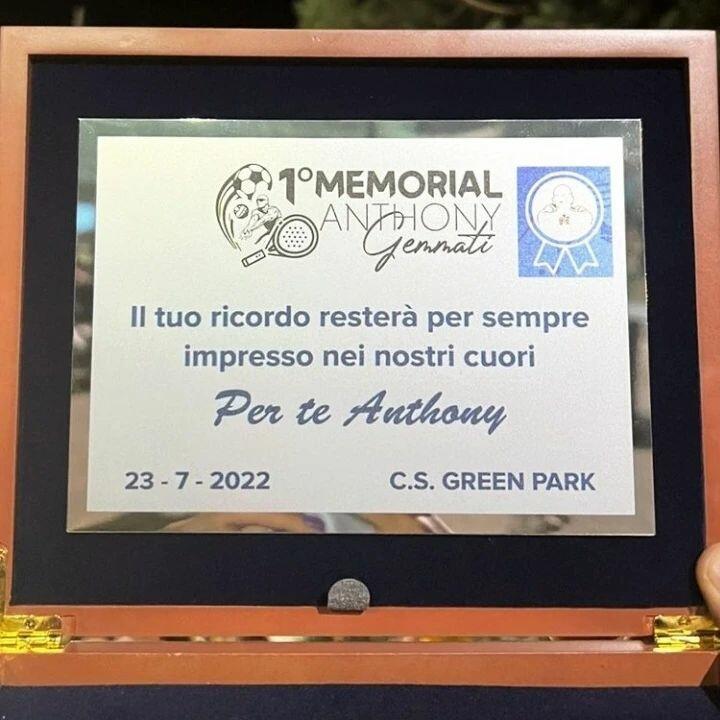 1° MEMORIAL
ANTHONY
Gemmati
Il tuo ricordo resterà per sempre
impresso nei nostri cuori
Per te Anthony
23 - 7 - 2022 C.S. GREEN PARK